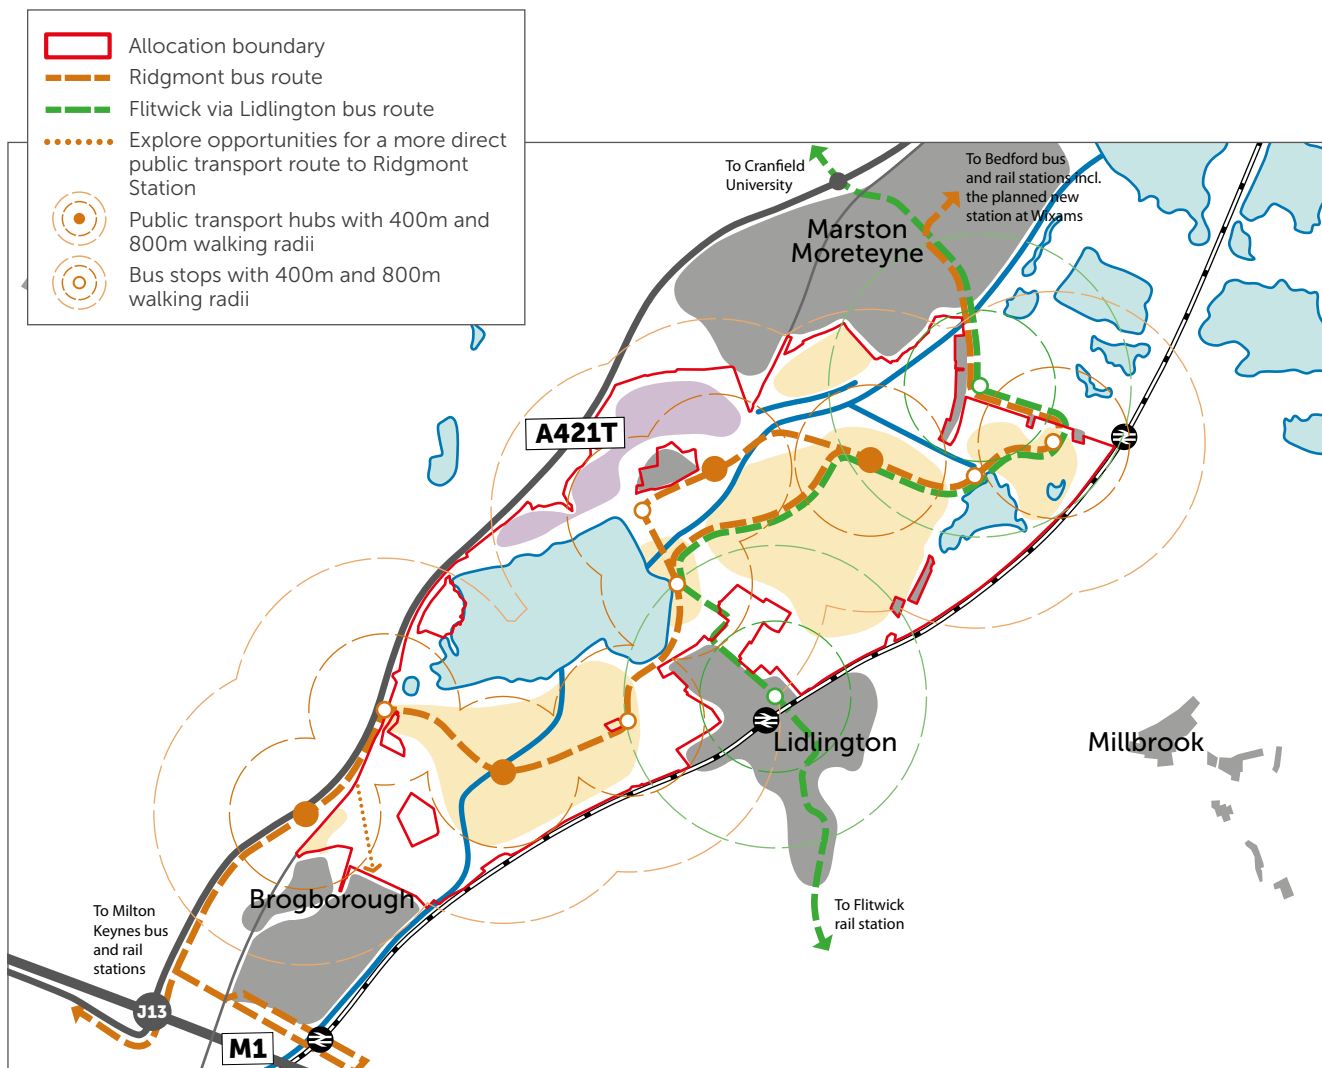 Allocation boundary
Ridgmont bus route
Flitwick via Lidlington bus route
Explore opportunities for a more direct
public transport route to Ridgmont
Station
Public transport hubs with 400m and
800m walking radii
Bus stops with 400m and 800m
walking radii
To Cranfield
University
To Bedford bus
and rail stations incl.
the planned new
station at Wixams
Marston
Moreteyne
A421T
Lidlington
Millbrook
Brogborough
To Flitwick
rail station
To Milton
Keynes bus
and rail
stations
J13
M1